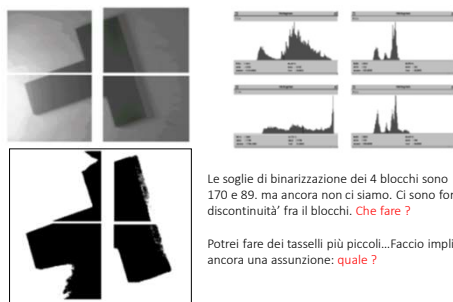 Le soglie di binarizzazione dei 4 blocchi sono
170 e 89. ma ancora non ci siamo. Ci sono for
discontinuità' fra il blocchi. Che fare ?
Potrei fare dei tasselli più piccoli...Faccio impli
ancora una assunzione: quale ?